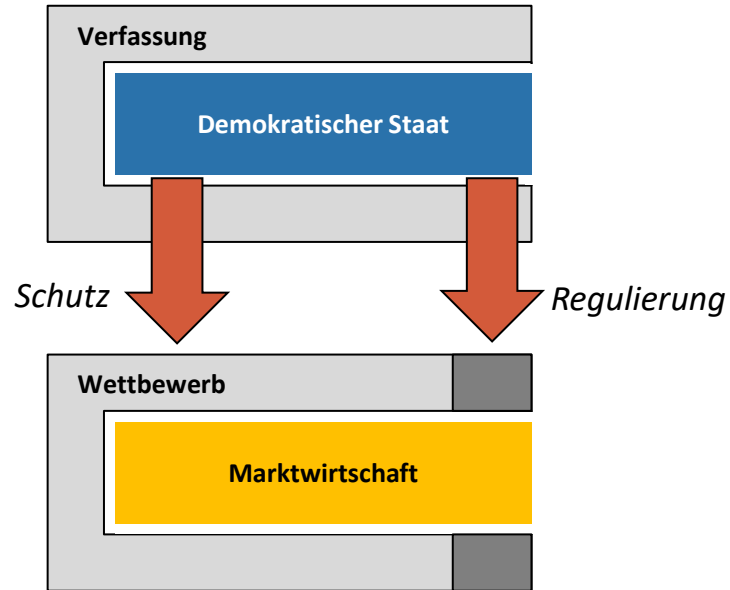 Verfassung
Demokratischer Staat
Schutz
Regulierung
Wettbewerb
Marktwirtschaft